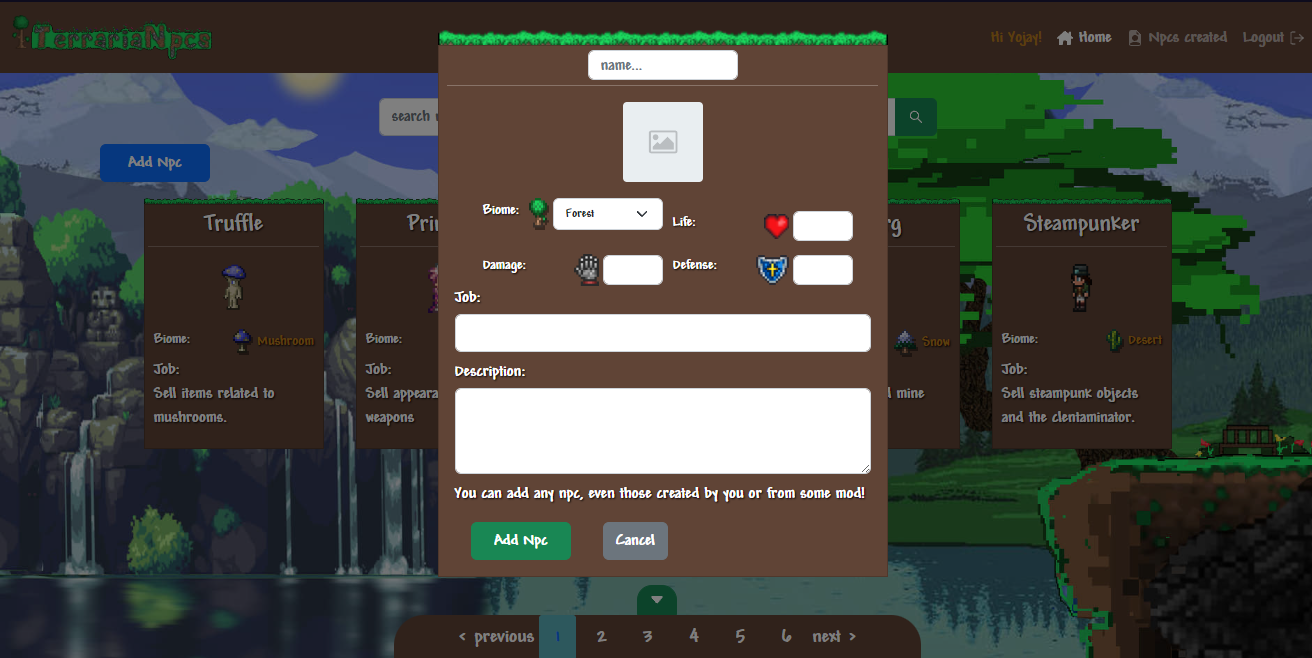 TerrariaNpcs
Hi Yojay!
Home
Npcs created
Logout
name...
search
Add Npc
Biome:
Forest
Life:
Damage:
Defense:
Job:
Description:
You can add any npc, even those created by you or from some mod!
Add Npc
Cancel
Truffle
Biome:
Mushroom
Job:
Sell items related to
mushrooms.
Biome:
Job:
Sell
weapons
Snow
mine
Steampunker
Biome:
Desert
Job:
Sell steampunk objects
and the clentaminator.
< previous 1 2 3 4 5 6 next >